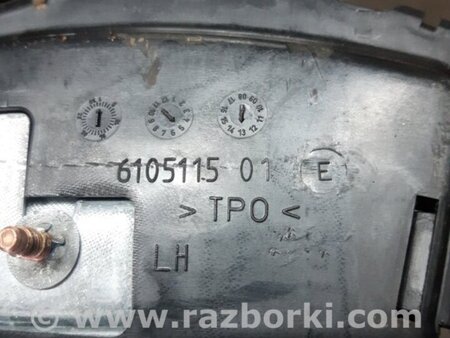 6105115 01 E
> TPO <
LH
© www.razborki.com